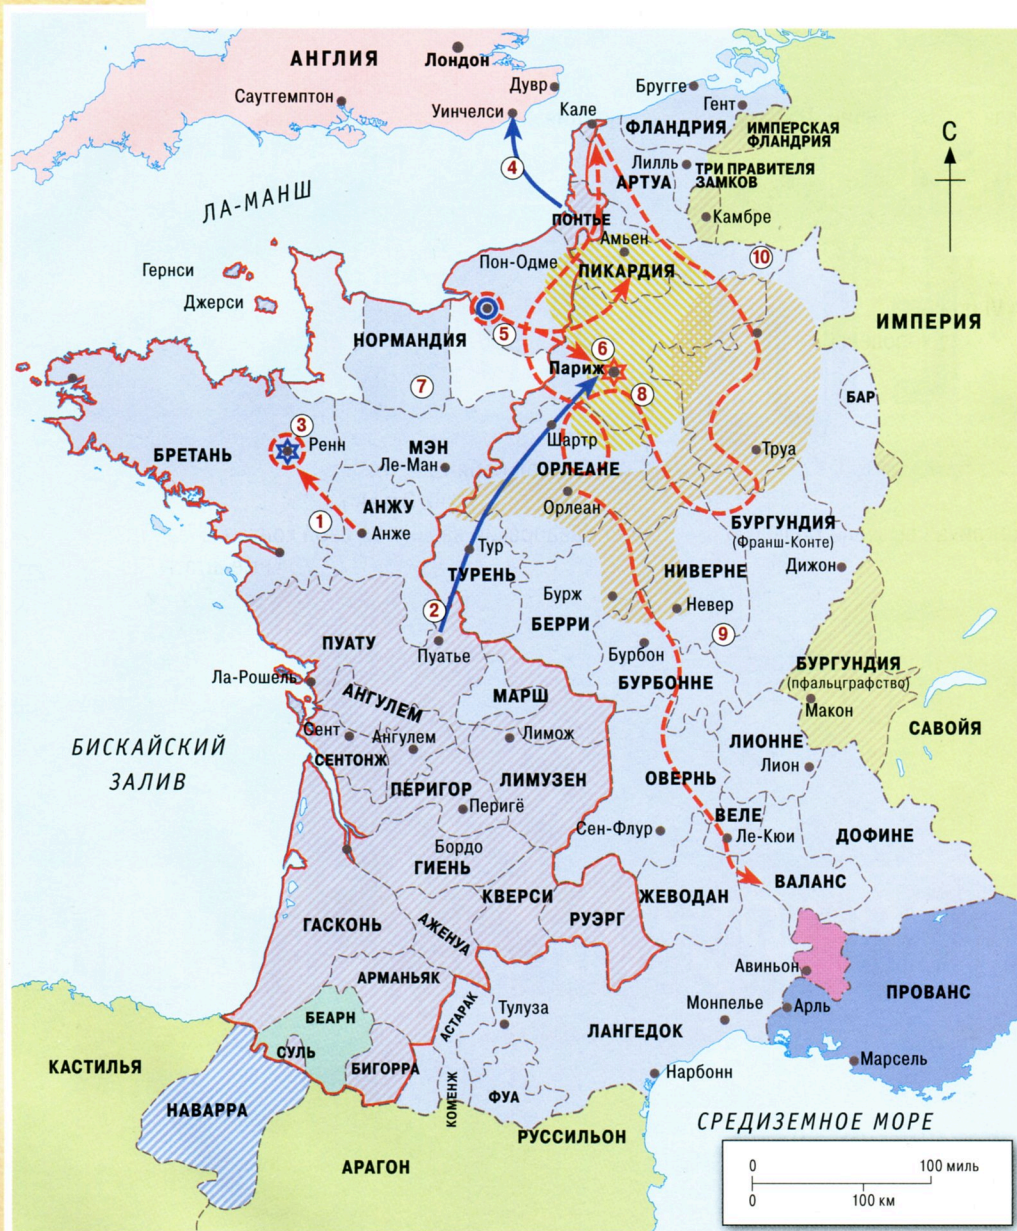 АНГЛИЯ
Лондон
Саутгемптон
Дувр
Уинчелси
Кале
Бругге
Гент
ФЛАНДРИЯ
ИМПЕРСКАЯ
ФЛАНДРИЯ
С
4
Лилль
ТРИ ПРАВИТЕЛЯ
ЗАМКОВ
АРТУА
ЛА-МАНШ
ПОНТЬЕ
Камбре
Амьен
Гернси
Пон-Одме
ПИКАРДИЯ
10
Джерси
ИМПЕРИЯ
НОРМАНДИЯ
5
6
Париж
7
8
БАР
3
Ренн
БРЕТАНЬ
МЭН
Ле-Ман
Шартр
Труа
ОРЛЕАНЕ
АНЖУ
Орлеан
1
Анже
БУРГУНДИЯ
(Франш-Конте)
Тур
ТУРЕНЬ
НИВЕРНЕ
Дижон
Бурж
2
БЕРРИ
Невер
9
ПУАТУ
Пуатье
Бурбон
БУРГУНДИЯ
(пфальцграфство)
Ла-Рошель
АНГУЛЕМ
МАРШ
БУРБОННЕ
Макон
САВОЙЯ
БИСКАЙСКИЙ
ЗАЛИВ
Сент
Ангулем
Лимож
ЛИОННЕ
Лион
СЕНТОНЖ
ПЕРИГОР
ЛИМУЗЕН
ОВЕРНЬ
Перигё
ВЕЛЕ
Сен-Флур
Ле-Кюи
ДОФИНЕ
Бордо
ГИЕНЬ
ВАЛАНС
КВЕРСИ
ЖЕВОДАН
ГАСКОНЬ
АЖЕНУА
РУЭРГ
Авиньон
АРМАНЬЯК
ПРОВАНС
БЕАРН
АСТАРАК
Тулуза
Монпелье
Арль
ЛАНГЕДОК
СУЛЬ
БИГОРРА
КАСТИЛЬЯ
Марсель
Нарбонн
НАВАРРА
КОМЕНЖ
ФУА
СРЕДИЗЕМНОЕ МОРЕ
РУССИЛЬОН
АРАГОН
0
100 миль
0
100 км